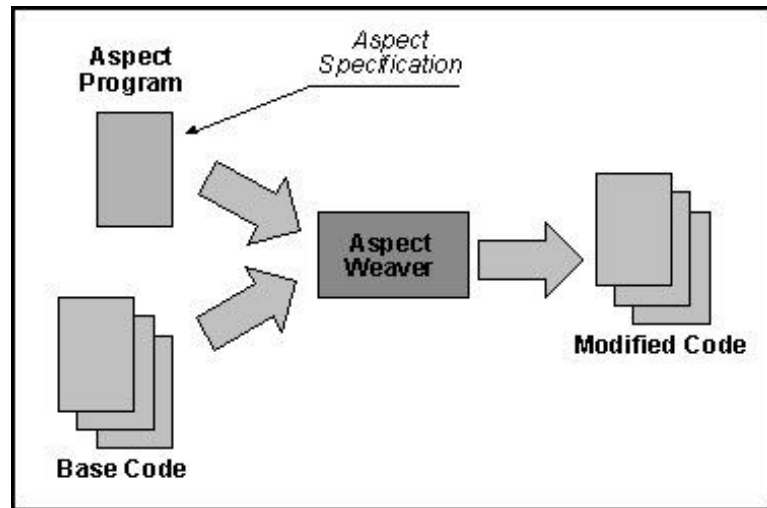 Aspect
Program
Aspect
Specification
Aspect
Weaver
Modified Code
Base Code